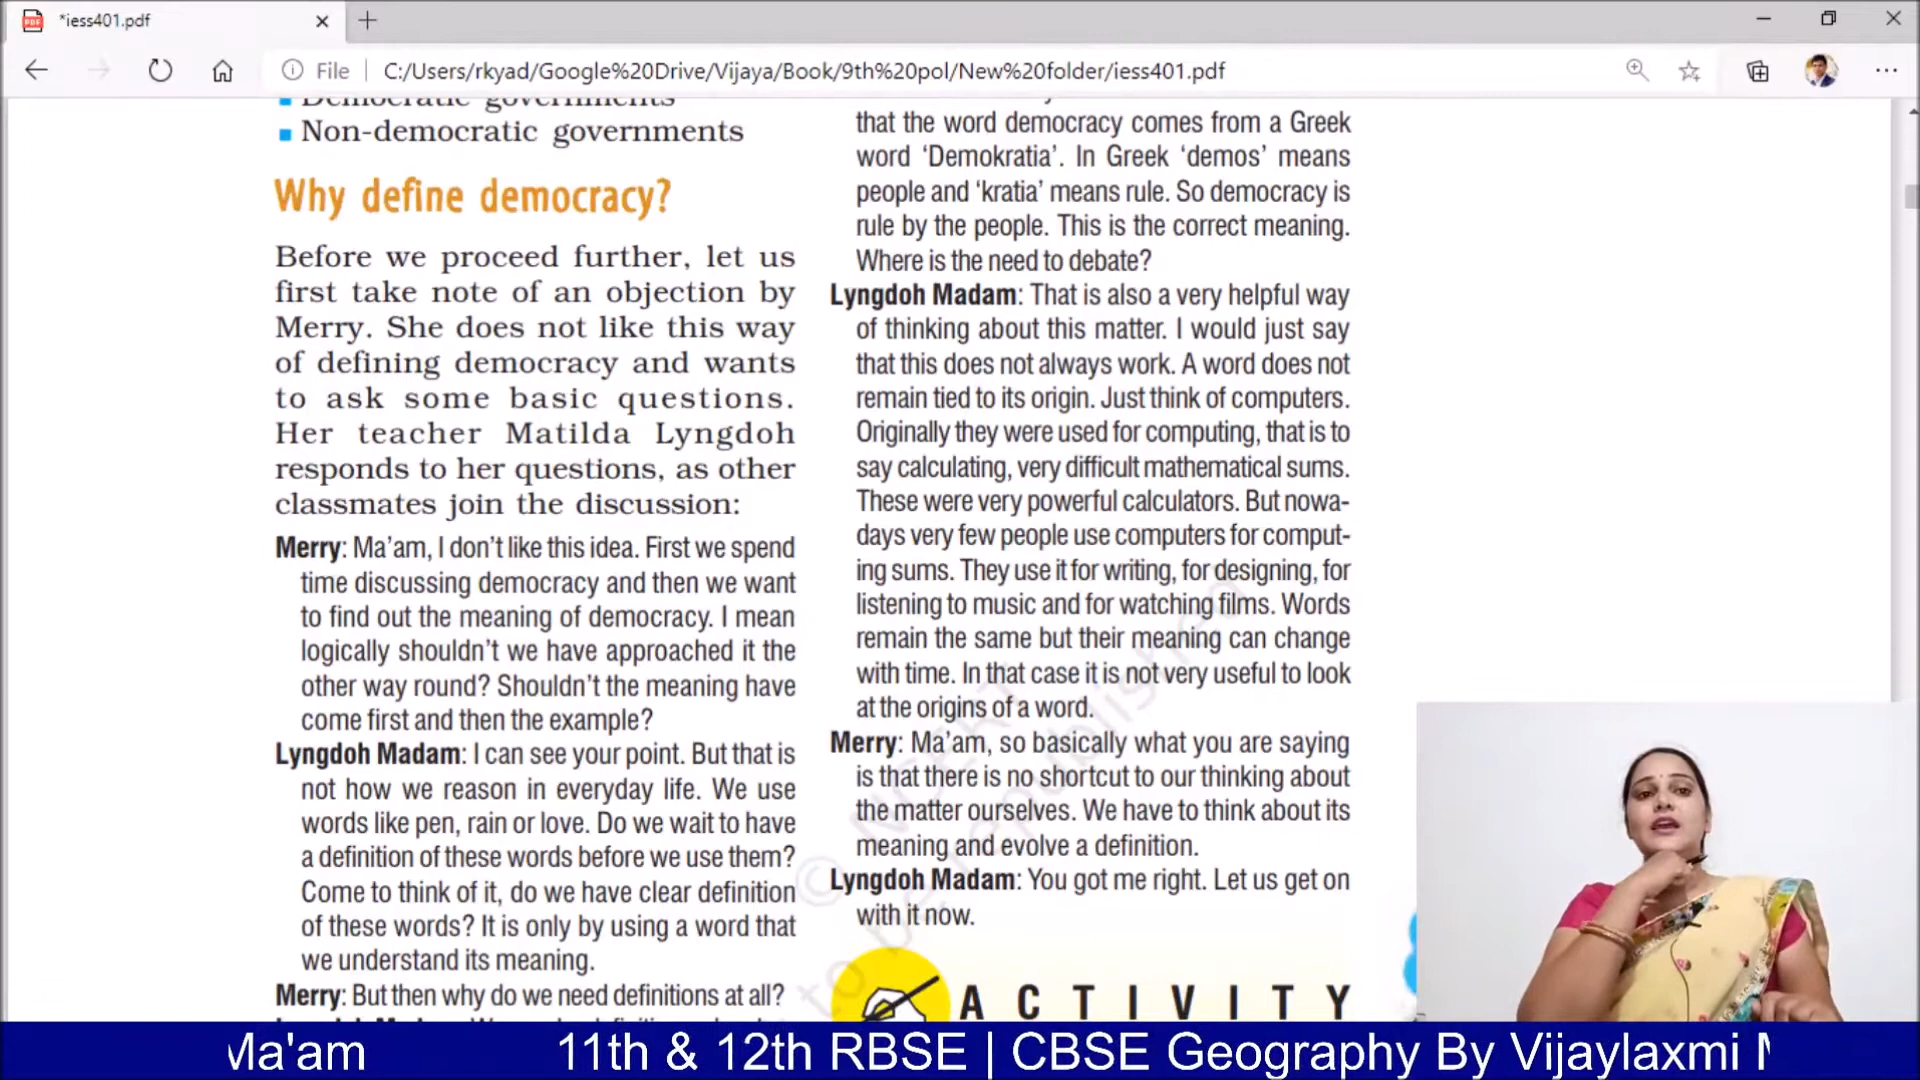 *iess401.pdf
File
C:/Users/rkyad/Google%20Drive/Vijaya/Book/9th%20pol/New%20folder/iess401.pdf
Democratic governments
Non-democratic governments
Why define democracy?
Before we proceed further, let us
first take note of an objection by
Merry. She does not like this way
of defining democracy and wants
to ask some basic questions.
Her teacher Matilda Lyngdoh
responds to her questions, as other
classmates join the discussion:
Merry: Ma'am, I don't like this idea. First we spend
time discussing democracy and then we want
to find out the meaning of democracy. I mean
logically shouldn't we have approached it the
other way round? Shouldn't the meaning have
come first and then the example?
Lyngdoh Madam: I can see your point. But that is
not how we reason in everyday life. We use
words like pen, rain or love. Do we wait to have
a definition of these words before we use them?
Come to think of it, do we have clear definition
of these words? It is only by using a word that
we understand its meaning.
Merry: But then why do we need definitions at all?
that the word democracy comes from a Greek
word 'Demokratia'. In Greek 'demos' means
people and 'kratia' means rule. So democracy is
rule by the people. This is the correct meaning.
Where is the need to debate?
Lyngdoh Madam: That is also a very helpful way
of thinking about this matter. I would just say
that this does not always work. A word does not
remain tied to its origin. Just think of computers.
Originally they were used for computing, that is to
say calculating, very difficult mathematical sums.
These were very powerful calculators. But nowa-
days very few people use computers for comput-
ing sums. They use it for writing, for designing, for
listening to music and for watching films. Words
remain the same but their meaning can change
with time. In that case it is not very useful to look
at the origins of a word.
Merry: Ma'am, so basically what you are saying
is that there is no shortcut to our thinking about
the matter ourselves. We have to think about its
meaning and evolve a definition.
Lyngdoh Madam: You got me right. Let us get on
with it now.
ACTIVITY
© NCERT
to be published
Ma'am 11th & 12th RBSE | CBSE Geography By Vijaylaxmi